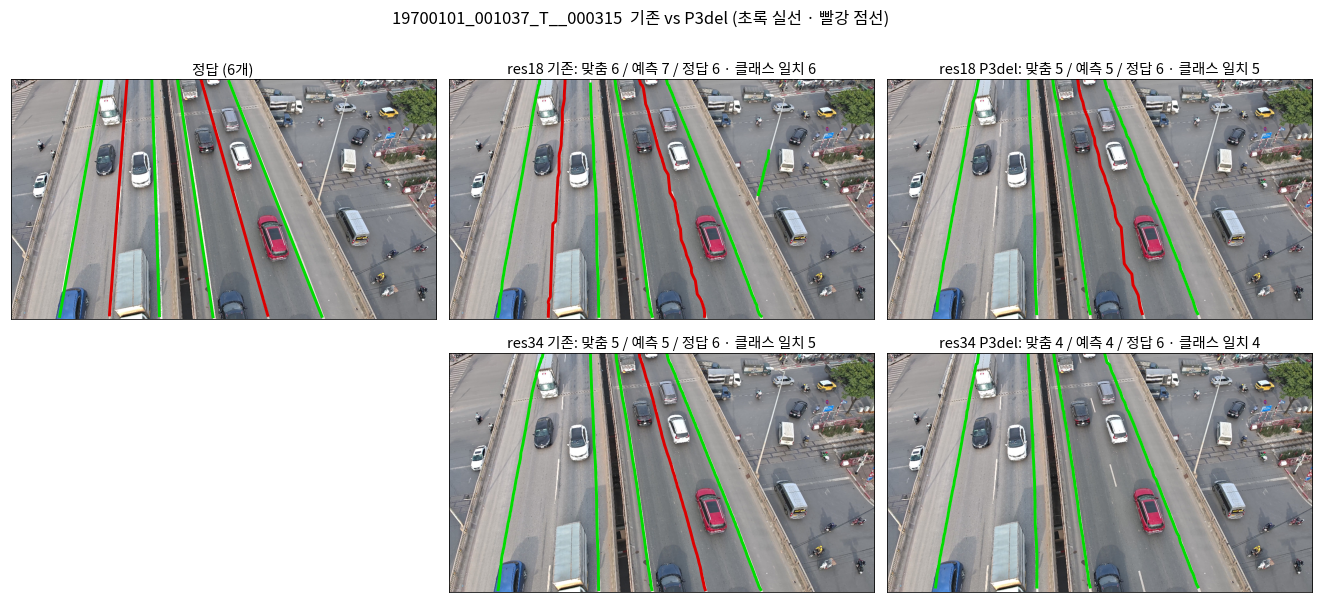 19700101_001037_T__000315 기존 vs P3del (초록 실선 · 빨강 점선)
정답 (6개)
res18 기존: 맞춤 6 / 예측 7 / 정답 6 · 클래스 일치 6
res18 P3del: 맞춤 5 / 예측 5 / 정답 6 · 클래스 일치 5
res34 기존: 맞춤 5 / 예측 5 / 정답 6 · 클래스 일치 5
res34 P3del: 맞춤 4 / 예측 4 / 정답 6 · 클래스 일치 4